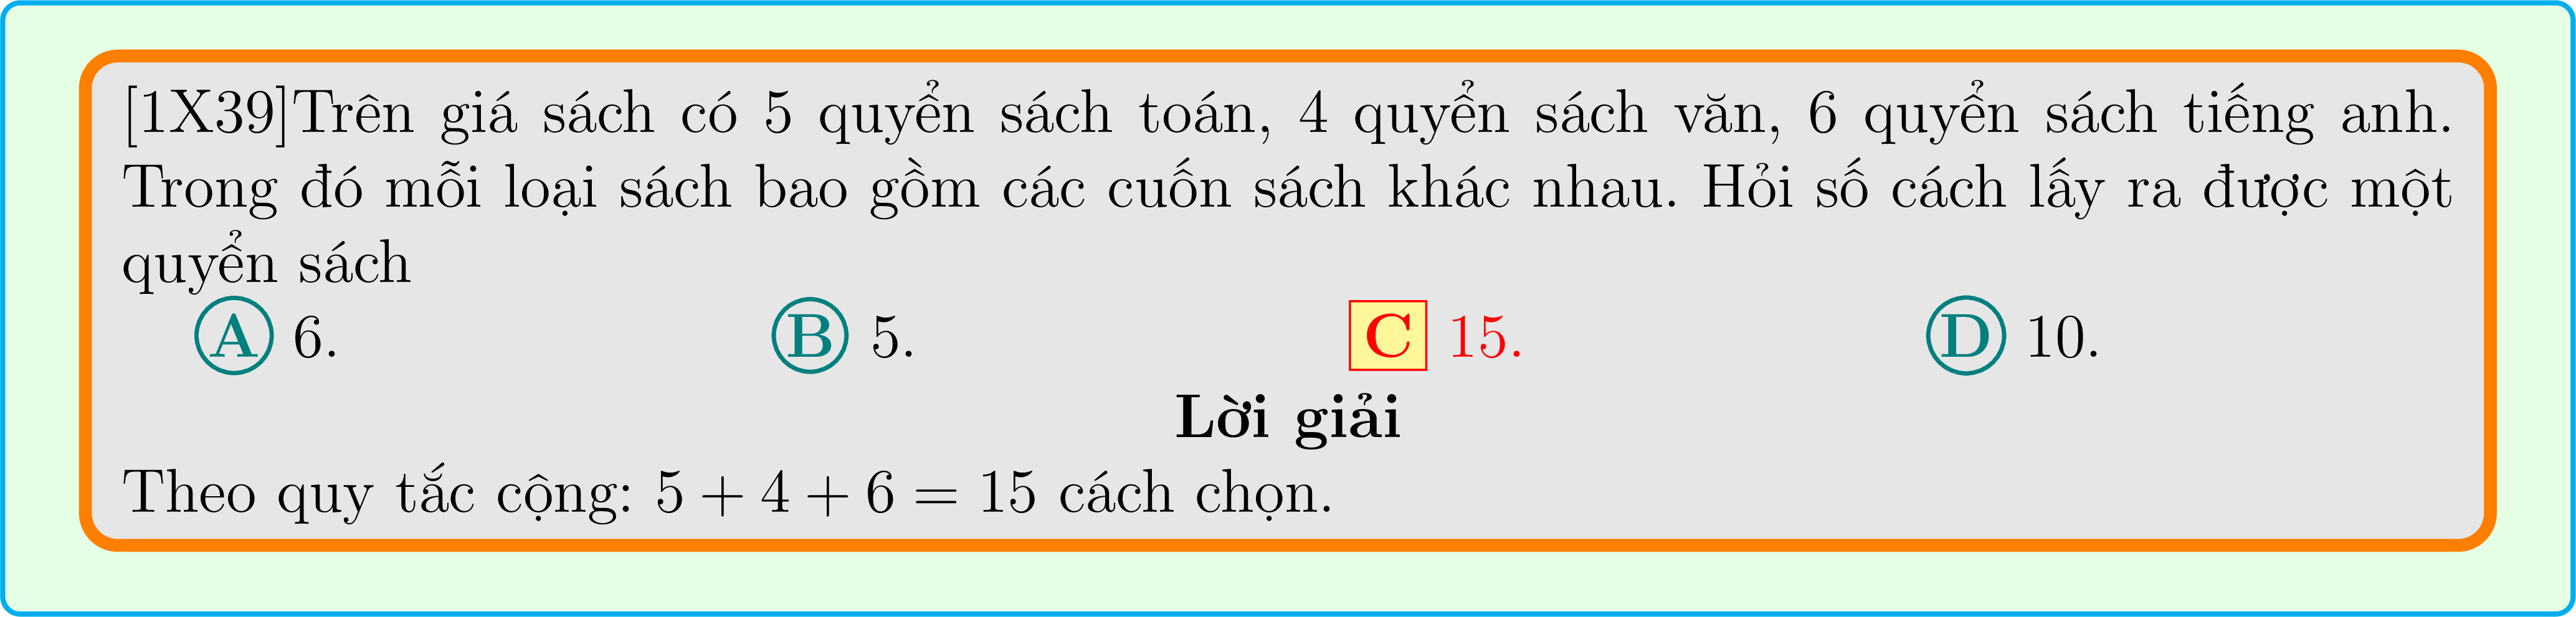 [1X39]Trên giá sách có 5 quyển sách toán, 4 quyển sách văn, 6 quyển sách tiếng anh.
Trong đó mỗi loại sách bao gồm các cuốn sách khác nhau. Hỏi số cách lấy ra được một
quyển sách
A 6. B 5. C 15. D 10.
Lời giải
Theo quy tắc cộng: 5 + 4 + 6 = 15 cách chọn.